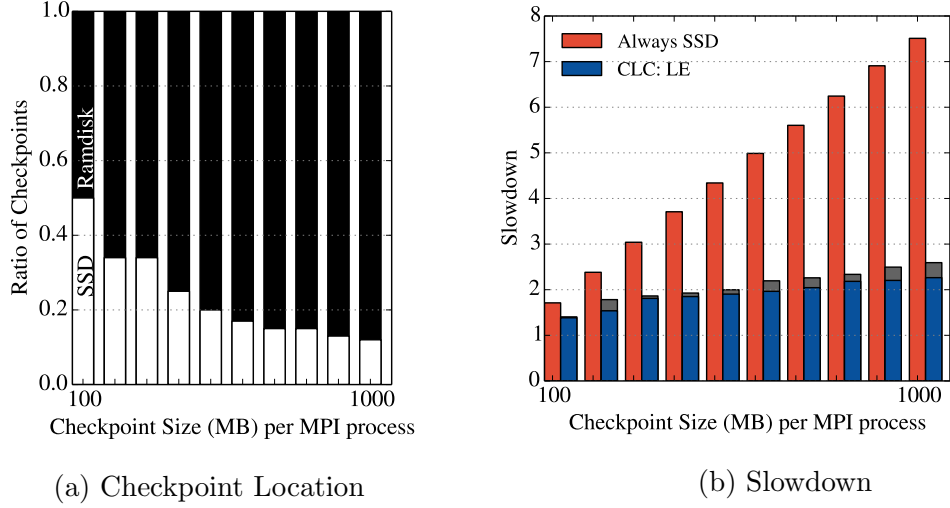 1.0
0.8
0.6
0.4
0.2
0.0
Ratio of Checkpoints
Ramdisk
SSD
100
1000
Checkpoint Size (MB) per MPI process
(a) Checkpoint Location
8
7
6
5
4
3
2
1
0
Slowdown
Always SSD
CLC: LE
100
1000
Checkpoint Size (MB) per MPI process
(b) Slowdown